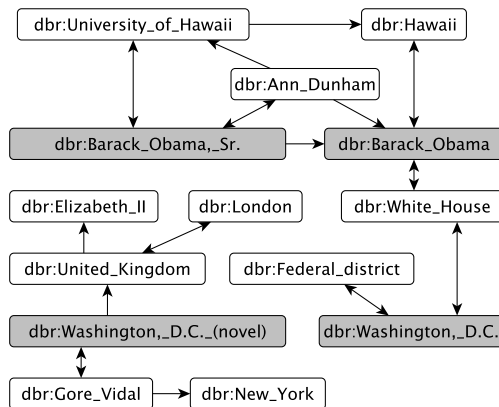 dbr:University_of_Hawaii
dbr:Hawaii
dbr:Ann_Dunham
dbr:Barack_Obama,_Sr.
dbr:Barack_Obama
dbr:Elizabeth_II
dbr:London
dbr:White_House
dbr:United_Kingdom
dbr:Federal_district
dbr:Washington,_D.C._(novel)
dbr:Washington,_D.C.
dbr:Gore_Vidal
dbr:New_York